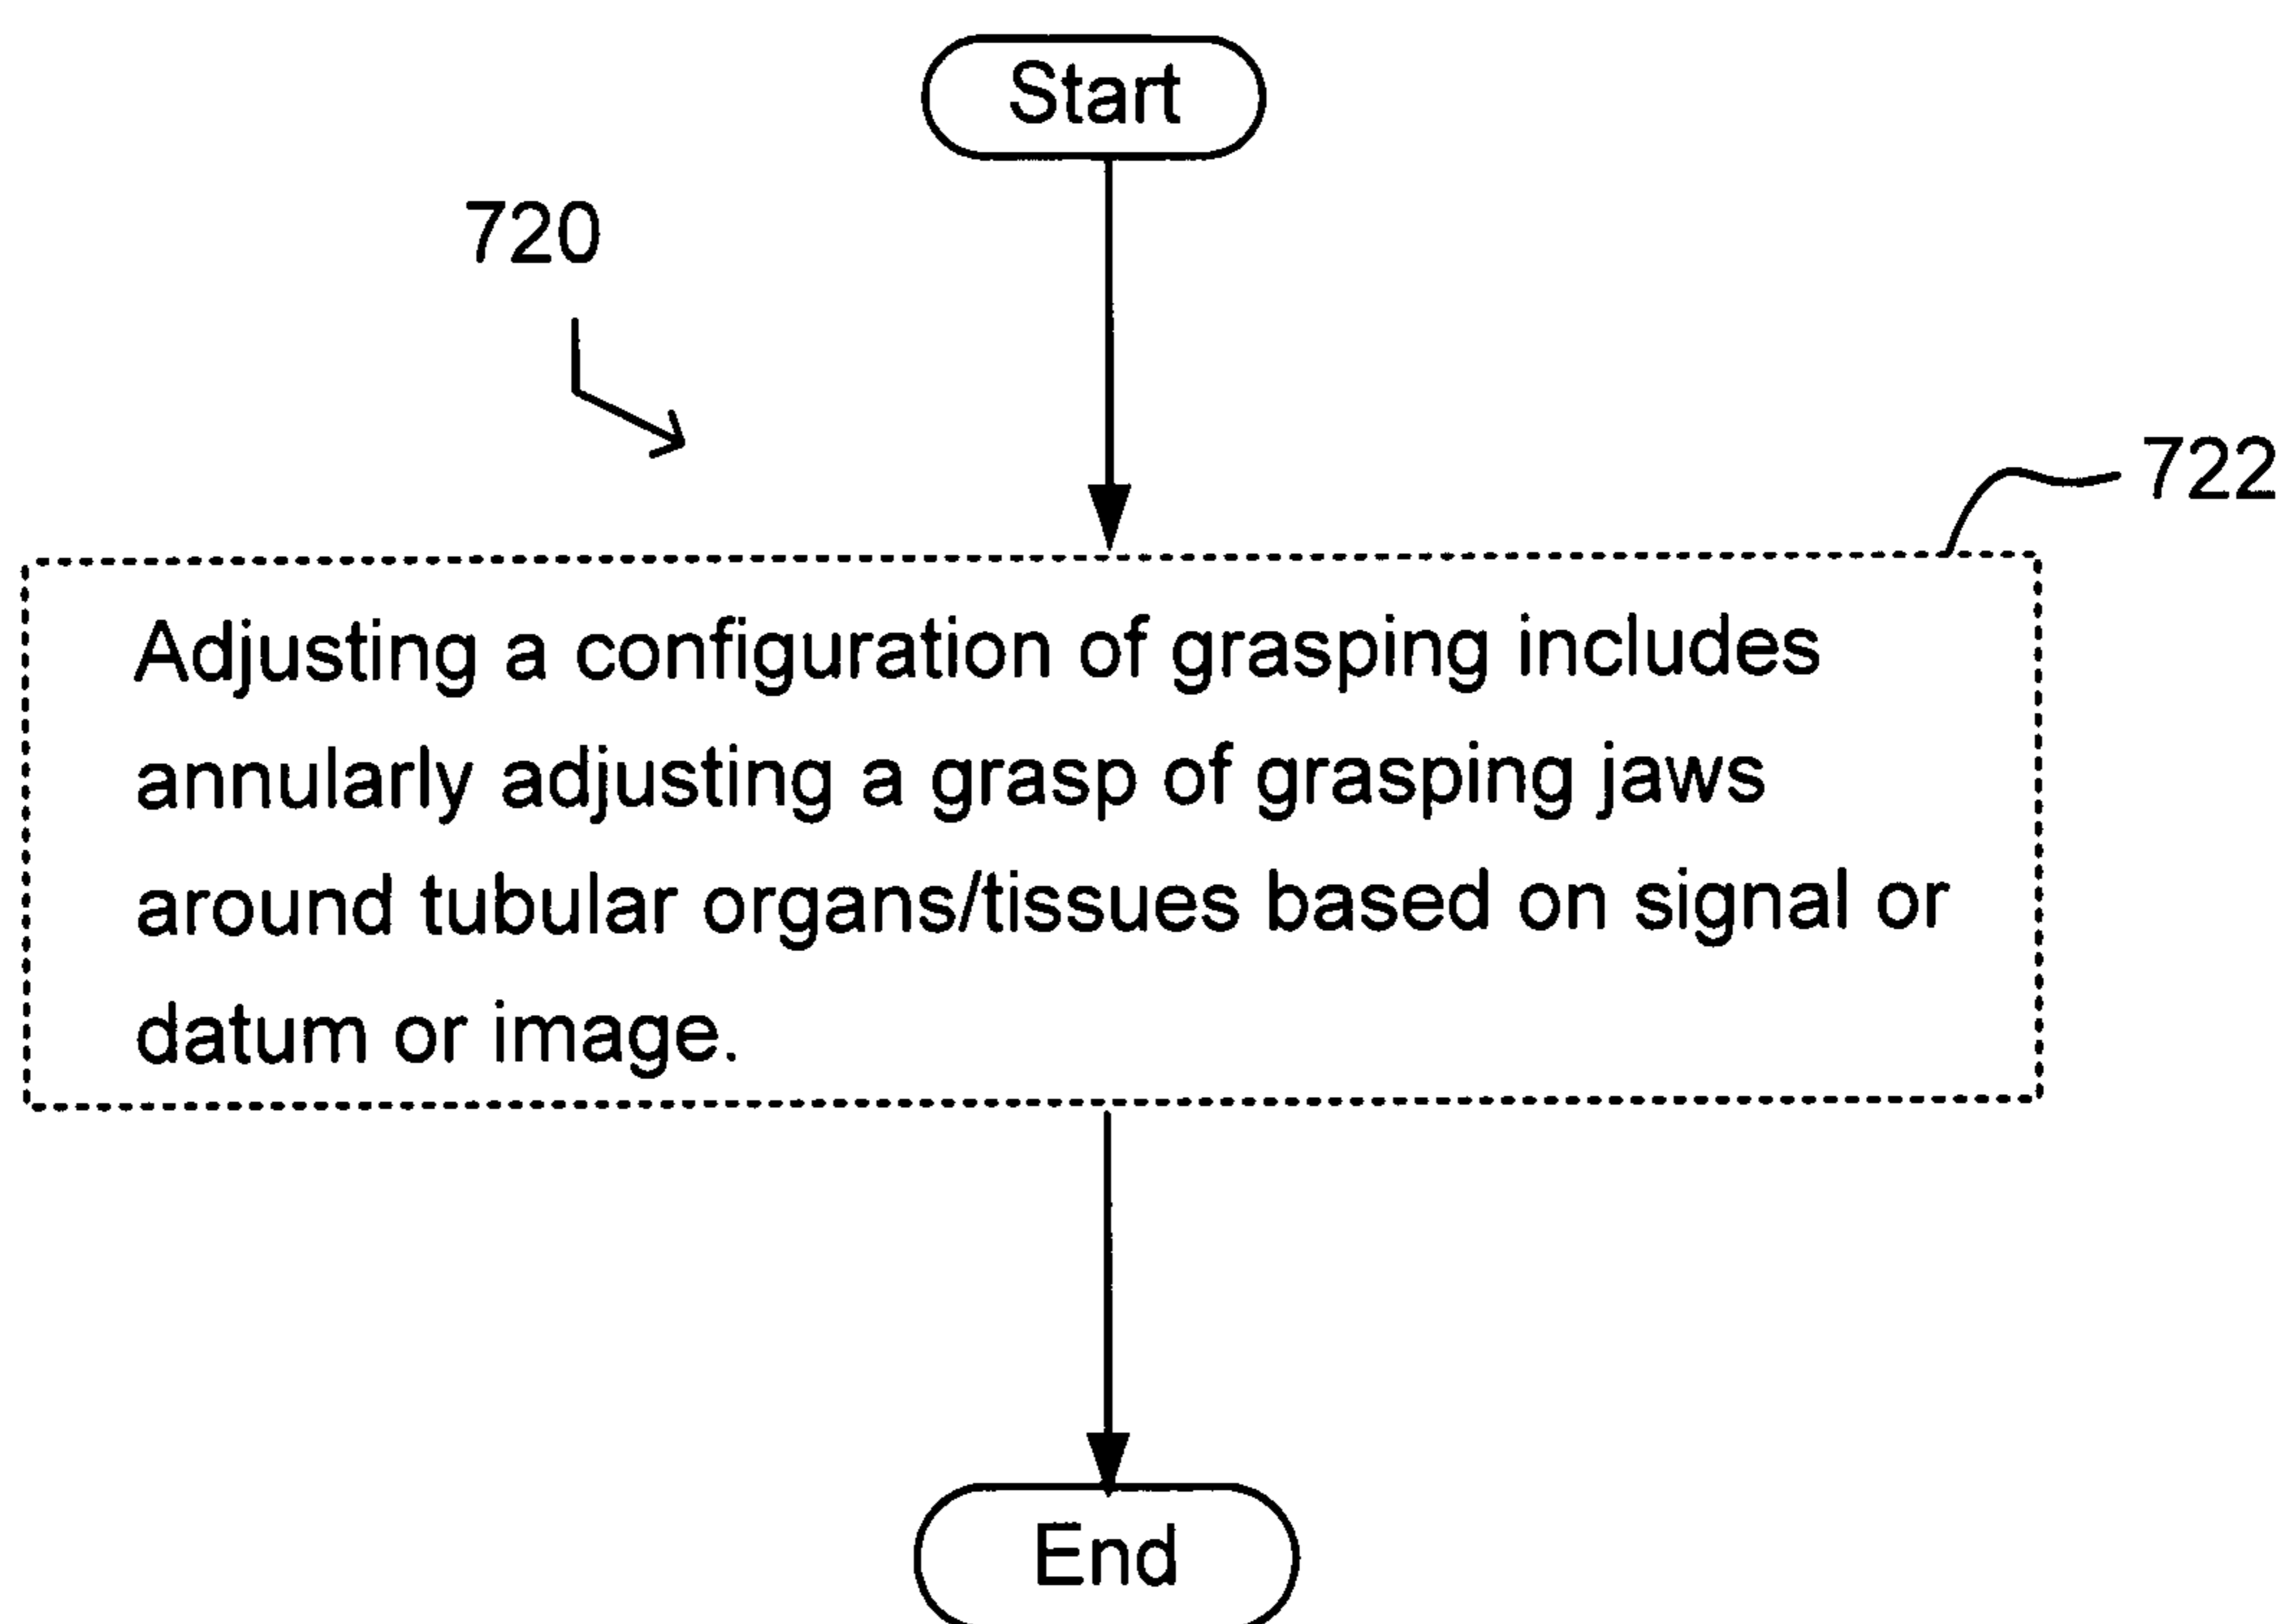 Start
720
722
Adjusting a configuration of grasping includes
annularly adjusting a grasp of grasping jaws
around tubular organs/tissues based on signal or
datum or image.
End